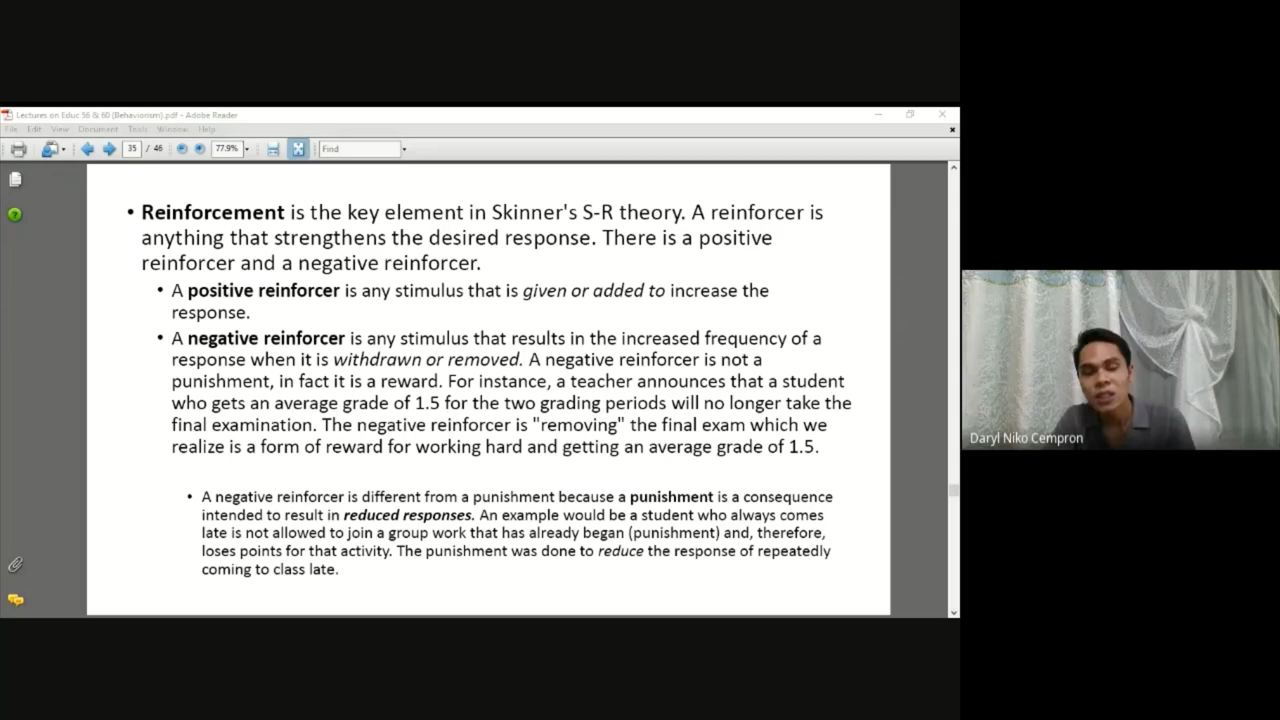 Lectures on Educ 56 & 60 (Behaviorism).pdf - Adobe Reader
File Edit View Document Tools Window Help
35 / 46 77.9% Find
• Reinforcement is the key element in Skinner's S-R theory. A reinforcer is
anything that strengthens the desired response. There is a positive
reinforcer and a negative reinforcer.
• A positive reinforcer is any stimulus that is given or added to increase the
response.
• A negative reinforcer is any stimulus that results in the increased frequency of a
response when it is withdrawn or removed. A negative reinforcer is not a
punishment, in fact it is a reward. For instance, a teacher announces that a student
who gets an average grade of 1.5 for the two grading periods will no longer take the
final examination. The negative reinforcer is "removing" the final exam which we
realize is a form of reward for working hard and getting an average grade of 1.5.
• A negative reinforcer is different from a punishment because a punishment is a consequence
intended to result in reduced responses. An example would be a student who always comes
late is not allowed to join a group work that has already began (punishment) and, therefore,
loses points for that activity. The punishment was done to reduce the response of repeatedly
coming to class late.
Daryl Niko Cempron